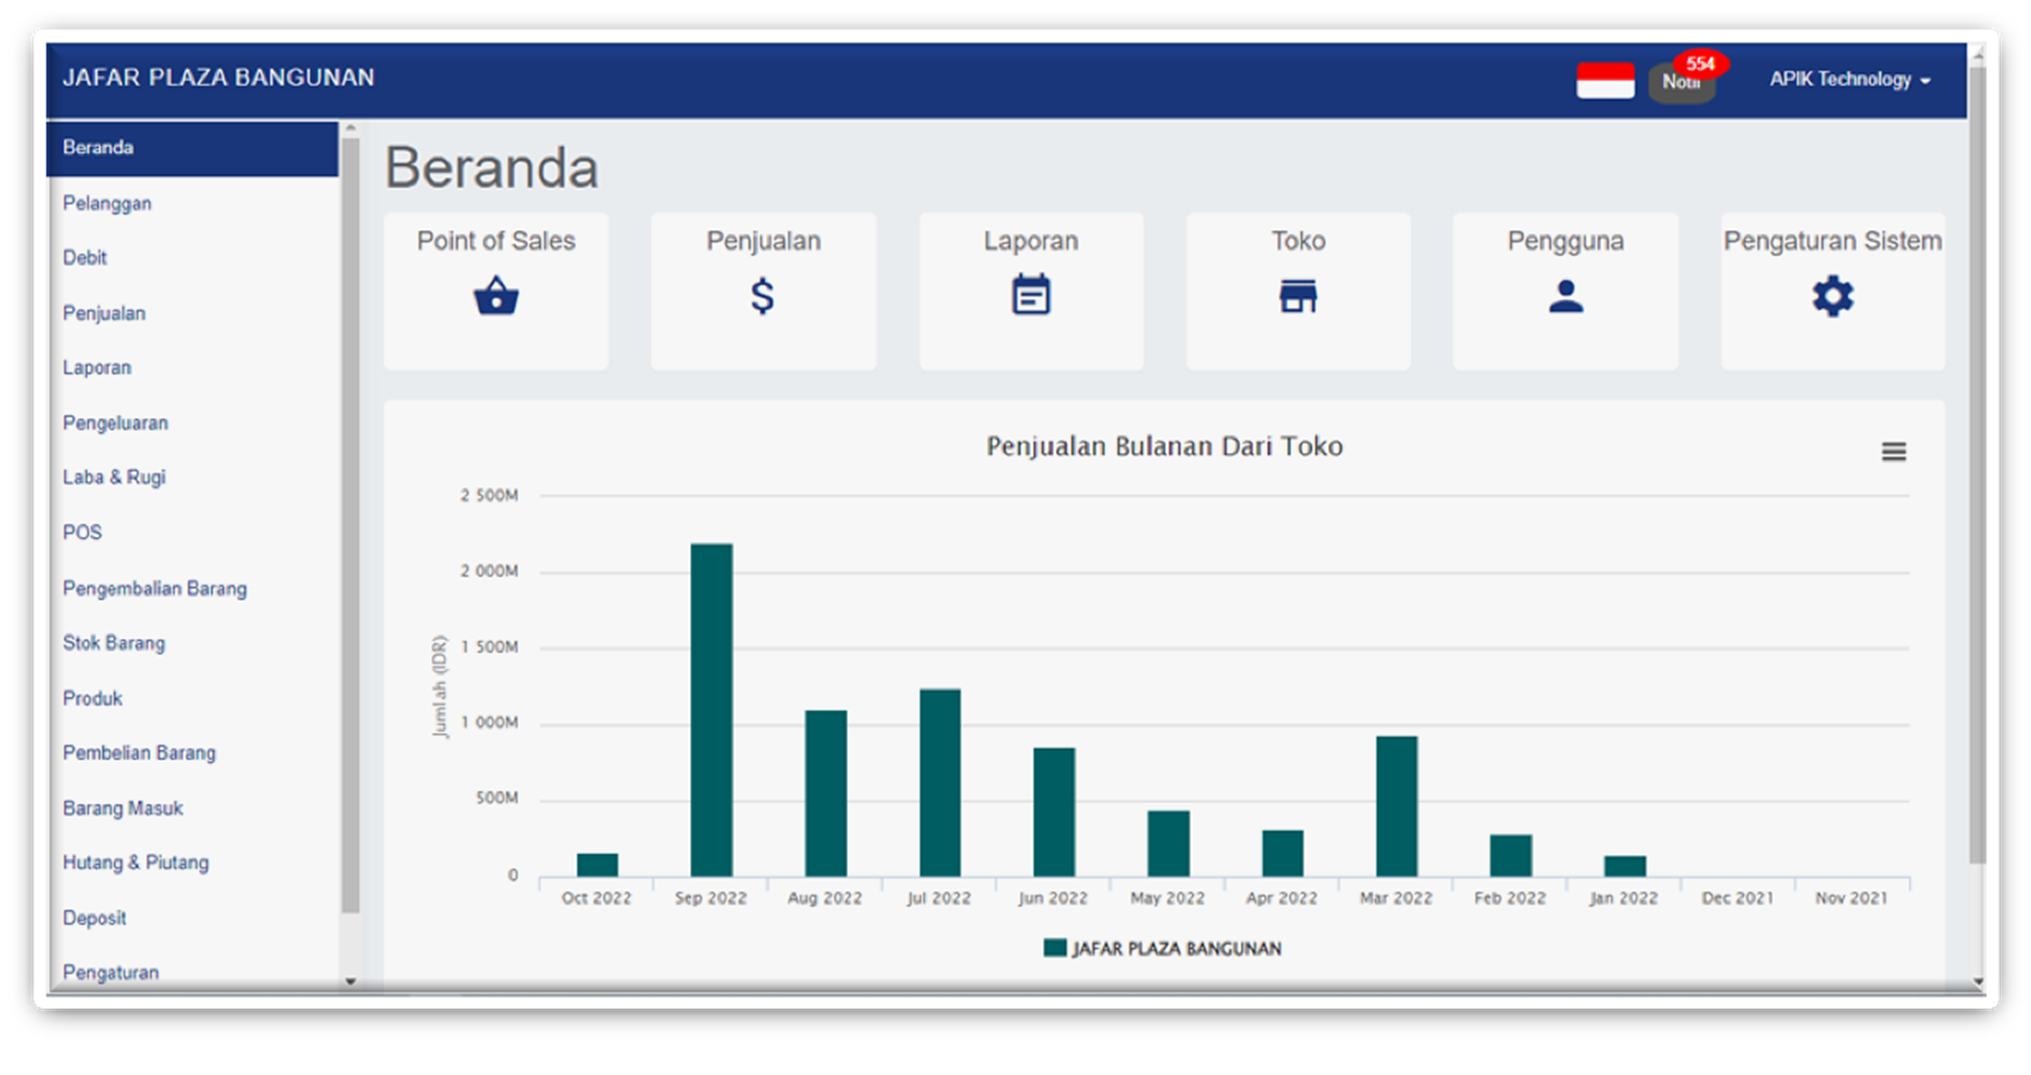 JAFAR PLAZA BANGUNAN
554
APIK Technology
Beranda
Pelanggan
Debit
Penjualan
Laporan
Pengeluaran
Laba & Rugi
POS
Pengembalian Barang
Stok Barang
Produk
Pembelian Barang
Barang Masuk
Hutang & Piutang
Deposit
Pengaturan
Beranda
Point of Sales
Penjualan
Laporan
Toko
Pengguna
Pengaturan Sistem
Penjualan Bulanan Dari Toko
Jumlah (IDR)
2 500M
2 000M
1 500M
1 000M
500M
0
Oct 2022 Sep 2022 Aug 2022 Jul 2022 Jun 2022 May 2022 Apr 2022 Mar 2022 Feb 2022 Jan 2022 Dec 2021 Nov 2021
JAFAR PLAZA BANGUNAN